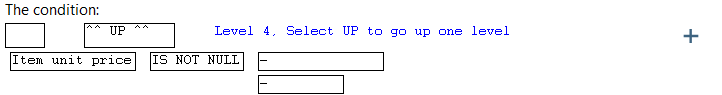 The condition:
^^ UP ^^ Level 4, Select UP to go up one level
Item unit price IS NOT NULL –
–